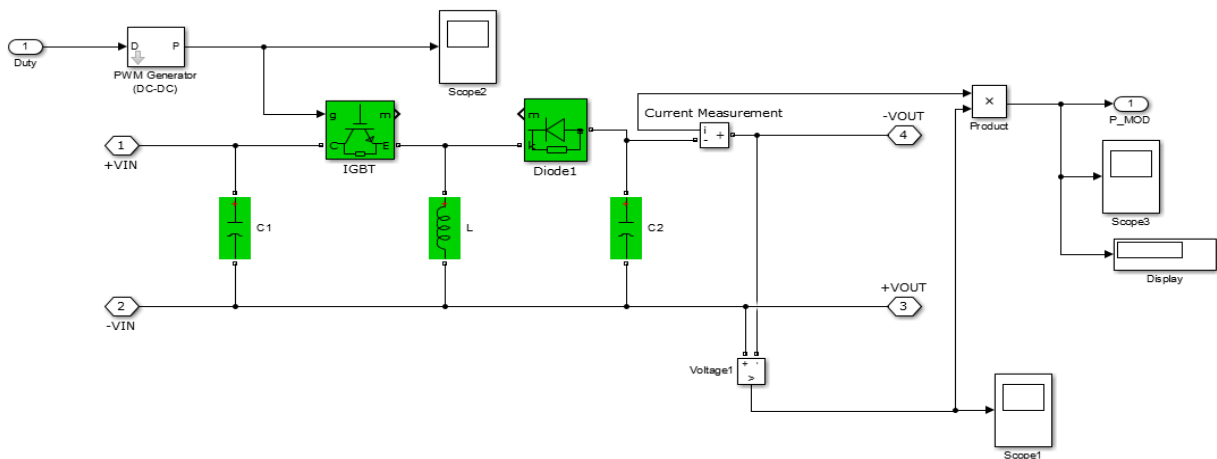 1
Duty
D
P
PWM Generator
(DC-DC)
Scope2
g
m
C
E
IGBT
m
k
a
Diode1
Current Measurement
i
-
+
-VOUT
4
×
Product
1
P_MOD
Scope3
Display
1
+VIN
C1
L
C2
2
-VIN
+VOUT
3
Voltage1
+
-
v
Scope1